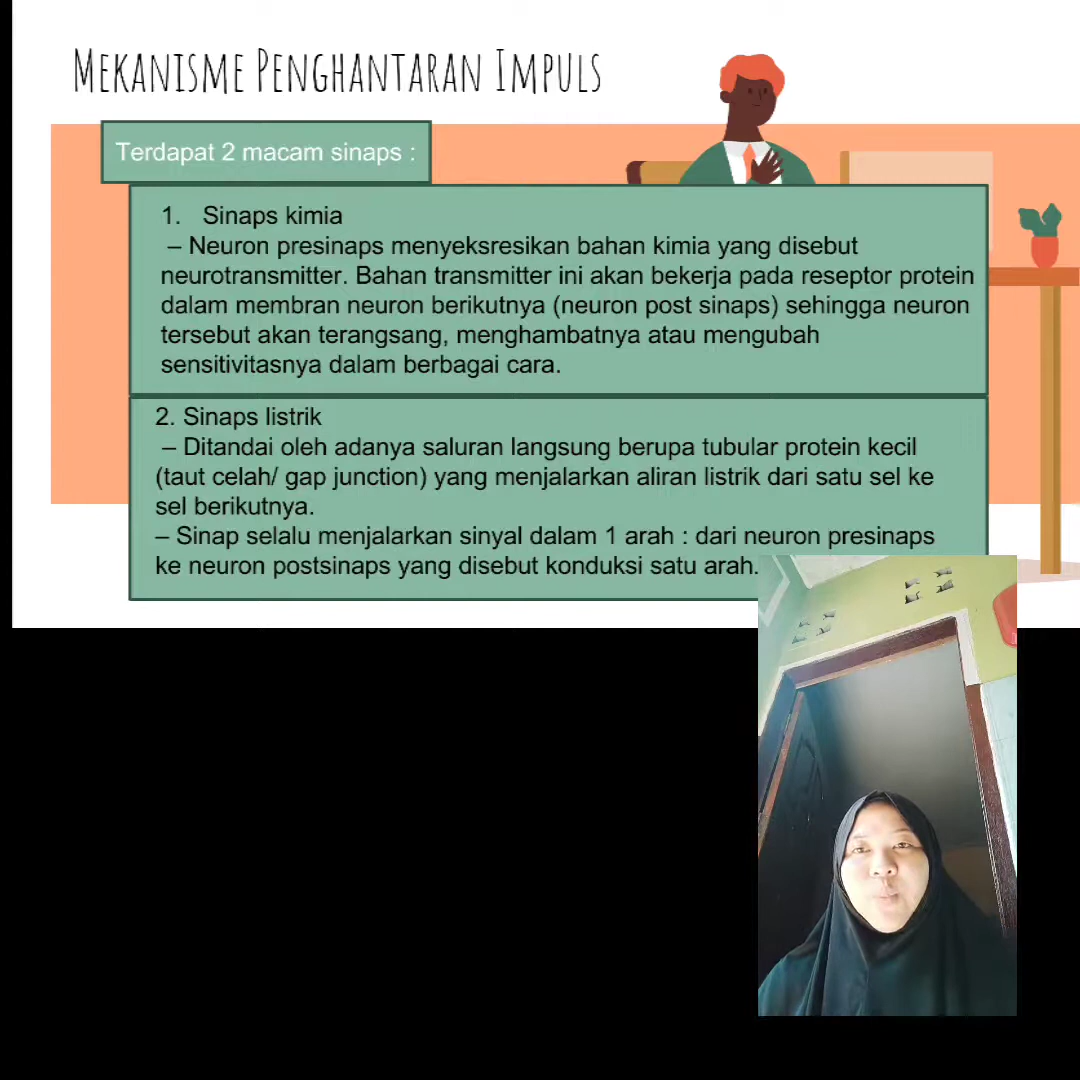 MEKANISME PENGHANTARAN IMPULS
Terdapat 2 macam sinaps :
1. Sinaps kimia
– Neuron presinaps menyeksresikan bahan kimia yang disebut
neurotransmitter. Bahan transmitter ini akan bekerja pada reseptor protein
dalam membran neuron berikutnya (neuron post sinaps) sehingga neuron
tersebut akan terangsang, menghambatnya atau mengubah
sensitivitasnya dalam berbagai cara.
2. Sinaps listrik
– Ditandai oleh adanya saluran langsung berupa tubular protein kecil
(taut celah/ gap junction) yang menjalarkan aliran listrik dari satu sel ke
sel berikutnya.
– Sinap selalu menjalarkan sinyal dalam 1 arah : dari neuron presinaps
ke neuron postsinaps yang disebut konduksi satu arah.